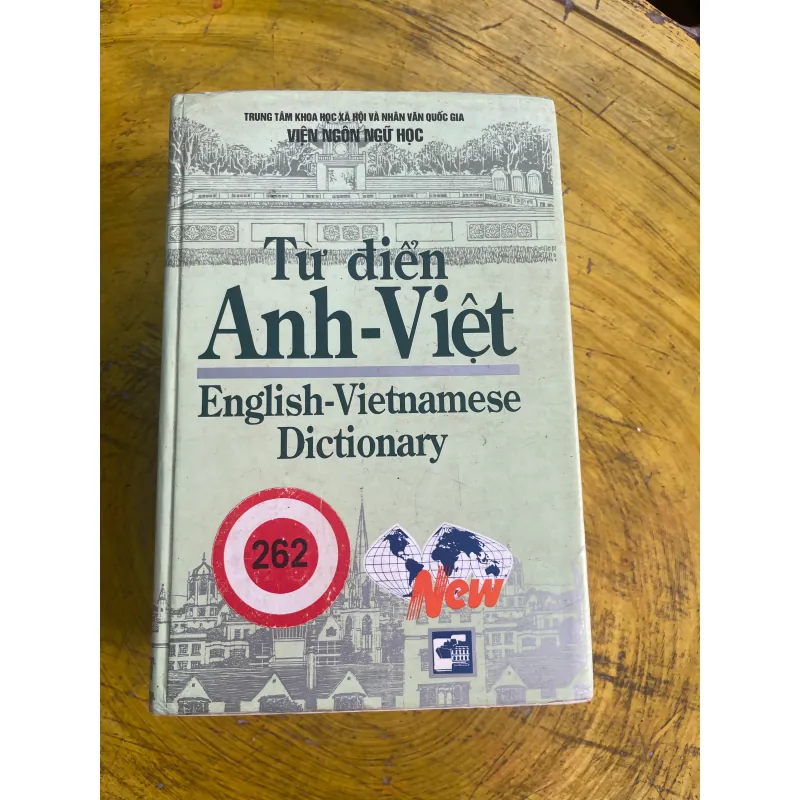 TRUNG TÂM KHOA HỌC XÃ HỘI VÀ NHÂN VĂN QUỐC GIA
VIỆN NGÔN NGỮ HỌC
Từ điển
Anh-Việt
English-Vietnamese
Dictionary
262
New